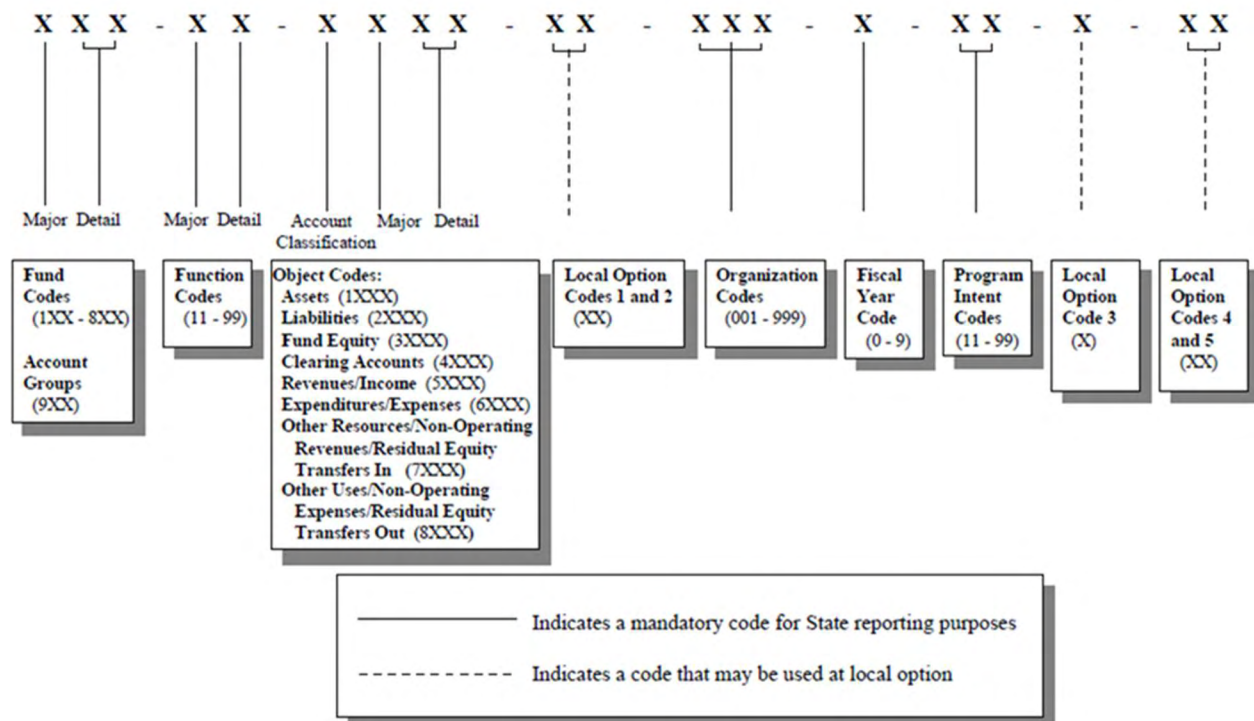 X X X - X X - X X X X - X X - X X X - X - X X - X - X X
Major Detail Major Detail Account Classification Major Detail
Fund
Codes
(1XX - 8XX)
Account
Groups
(9XX)
Function
Codes
(11 - 99)
Object Codes:
Assets (1XXX)
Liabilities (2XXX)
Fund Equity (3XXX)
Clearing Accounts (4XXX)
Revenues/Income (5XXX)
Expenditures/Expenses (6XXX)
Other Resources/Non-Operating
Revenues/Residual Equity
Transfers In (7XXX)
Other Uses/Non-Operating
Expenses/Residual Equity
Transfers Out (8XXX)
Local Option
Codes 1 and 2
(XX)
Organization
Codes
(001 - 999)
Fiscal
Year
Code
(0 - 9)
Program
Intent
Codes
(11 - 99)
Local
Option
Code 3
(X)
Local
Option
Codes 4
and 5
(XX)
Indicates a mandatory code for State reporting purposes
Indicates a code that may be used at local option